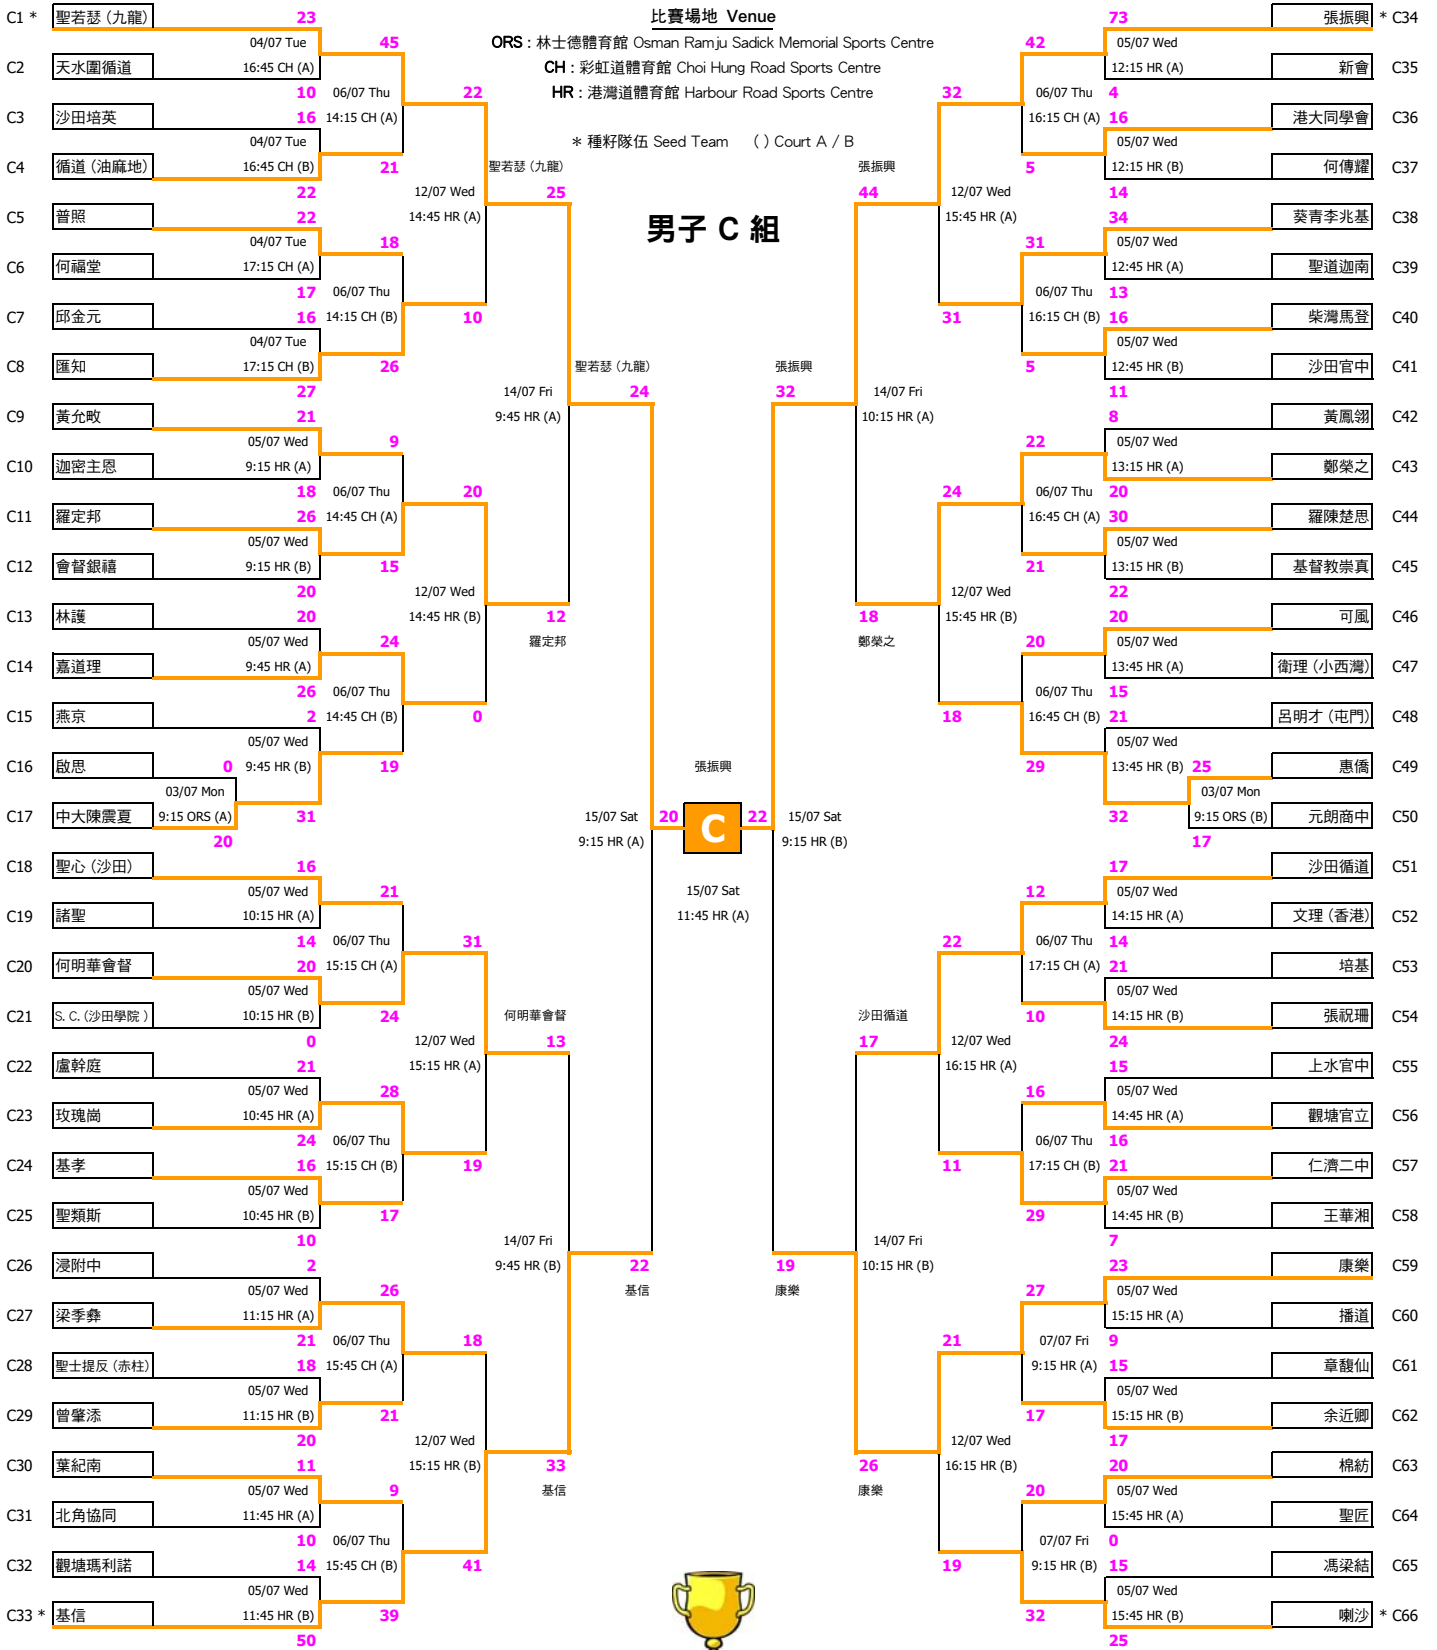 比賽場地 Venue
ORS : 林士德體育館 Osman Ramju Sadick Memorial Sports Centre
CH : 彩虹道體育館 Choi Hung Road Sports Centre
HR : 港灣道體育館 Harbour Road Sports Centre
* 種籽隊伍 Seed Team ( ) Court A / B
男子 C 組
C1 * 聖若瑟 (九龍) 23
04/07 Tue
16:45 CH (A)
C2 天水圍循道 10
C3 沙田培英 16
04/07 Tue
16:45 CH (B)
C4 循道 (油麻地) 22
C5 普照 22
04/07 Tue
17:15 CH (A)
C6 何福堂 17
C7 邱金元 16
04/07 Tue
17:15 CH (B)
C8 匯知 27
C9 黃允畋 21
05/07 Wed
9:15 HR (A)
C10 迦密主恩 18
C11 羅定邦 26
05/07 Wed
9:15 HR (B)
C12 會督銀禧 20
C13 林護 20
05/07 Wed
9:45 HR (A)
C14 嘉道理 26
C15 燕京 2
05/07 Wed
9:45 HR (B)
31
C16 啟思 0
03/07 Mon
9:15 ORS (A)
C17 中大陳震夏 20
C18 聖心 (沙田) 16
05/07 Wed
10:15 HR (A)
C19 諸聖 14
C20 何明華會督 20
05/07 Wed
10:15 HR (B)
C21 S. C. (沙田學院 ) 0
C22 盧幹庭 21
05/07 Wed
10:45 HR (A)
C23 玫瑰崗 24
C24 基孝 16
05/07 Wed
10:45 HR (B)
C25 聖類斯 10
C26 浸附中 2
05/07 Wed
11:15 HR (A)
C27 梁季彝 21
C28 聖士提反 (赤柱) 18
05/07 Wed
11:15 HR (B)
C29 曾肇添 20
C30 葉紀南 11
05/07 Wed
11:45 HR (A)
C31 北角協同 10
C32 觀塘瑪利諾 14
05/07 Wed
11:45 HR (B)
C33 * 基信 50
45
06/07 Thu
14:15 CH (A)
21
18
06/07 Thu
14:15 CH (B)
26
9
06/07 Thu
14:45 CH (A)
15
24
06/07 Thu
14:45 CH (B)
19
21
06/07 Thu
15:15 CH (A)
24
28
06/07 Thu
15:15 CH (B)
17
26
06/07 Thu
15:45 CH (A)
21
9
06/07 Thu
15:45 CH (B)
39
22
12/07 Wed
14:45 HR (A)
10
20
12/07 Wed
14:45 HR (B)
0
31
12/07 Wed
15:15 HR (A)
19
18
12/07 Wed
15:15 HR (B)
41
聖若瑟 (九龍)
25
14/07 Fri
9:45 HR (A)
12
羅定邦
何明華會督
13
14/07 Fri
9:45 HR (B)
33
基信
聖若瑟 (九龍)
24
15/07 Sat
9:15 HR (A)
22
基信
張振興
20 C 22
15/07 Sat
11:45 HR (A)
張振興
32
15/07 Sat
9:15 HR (B)
19
康樂
張振興
44
14/07 Fri
10:15 HR (A)
18
鄭榮之
沙田循道
17
14/07 Fri
10:15 HR (B)
26
康樂
32
12/07 Wed
15:45 HR (A)
31
24
12/07 Wed
15:45 HR (B)
18
22
12/07 Wed
16:15 HR (A)
11
21
12/07 Wed
16:15 HR (B)
19
42
06/07 Thu
16:15 CH (A)
5
31
06/07 Thu
16:15 CH (B)
5
22
06/07 Thu
16:45 CH (A)
21
20
06/07 Thu
16:45 CH (B)
29
12
06/07 Thu
17:15 CH (A)
10
16
06/07 Thu
17:15 CH (B)
29
27
07/07 Fri
9:15 HR (A)
17
20
07/07 Fri
9:15 HR (B)
32
73 張振興 * C34
05/07 Wed
12:15 HR (A)
4 新會 C35
16 港大同學會 C36
05/07 Wed
12:15 HR (B)
14 何傳耀 C37
34 葵青李兆基 C38
05/07 Wed
12:45 HR (A)
13 聖道迦南 C39
16 柴灣馬登 C40
05/07 Wed
12:45 HR (B)
11 沙田官中 C41
8 黃鳳翎 C42
05/07 Wed
13:15 HR (A)
20 鄭榮之 C43
30 羅陳楚思 C44
05/07 Wed
13:15 HR (B)
22 基督教崇真 C45
20 可風 C46
05/07 Wed
13:45 HR (A)
15 衛理 (小西灣) C47
21 呂明才 (屯門) C48
05/07 Wed
13:45 HR (B)
32
25 惠僑 C49
03/07 Mon
9:15 ORS (B)
17 元朗商中 C50
17 沙田循道 C51
05/07 Wed
14:15 HR (A)
14 文理 (香港) C52
21 培基 C53
05/07 Wed
14:15 HR (B)
24 張祝珊 C54
15 上水官中 C55
05/07 Wed
14:45 HR (A)
16 觀塘官立 C56
21 仁濟二中 C57
05/07 Wed
14:45 HR (B)
7 王華湘 C58
23 康樂 C59
05/07 Wed
15:15 HR (A)
9 播道 C60
15 章馥仙 C61
05/07 Wed
15:15 HR (B)
17 余近卿 C62
20 棉紡 C63
05/07 Wed
15:45 HR (A)
0 聖匠 C64
15 馮梁結 C65
05/07 Wed
15:45 HR (B)
25 喇沙 * C66